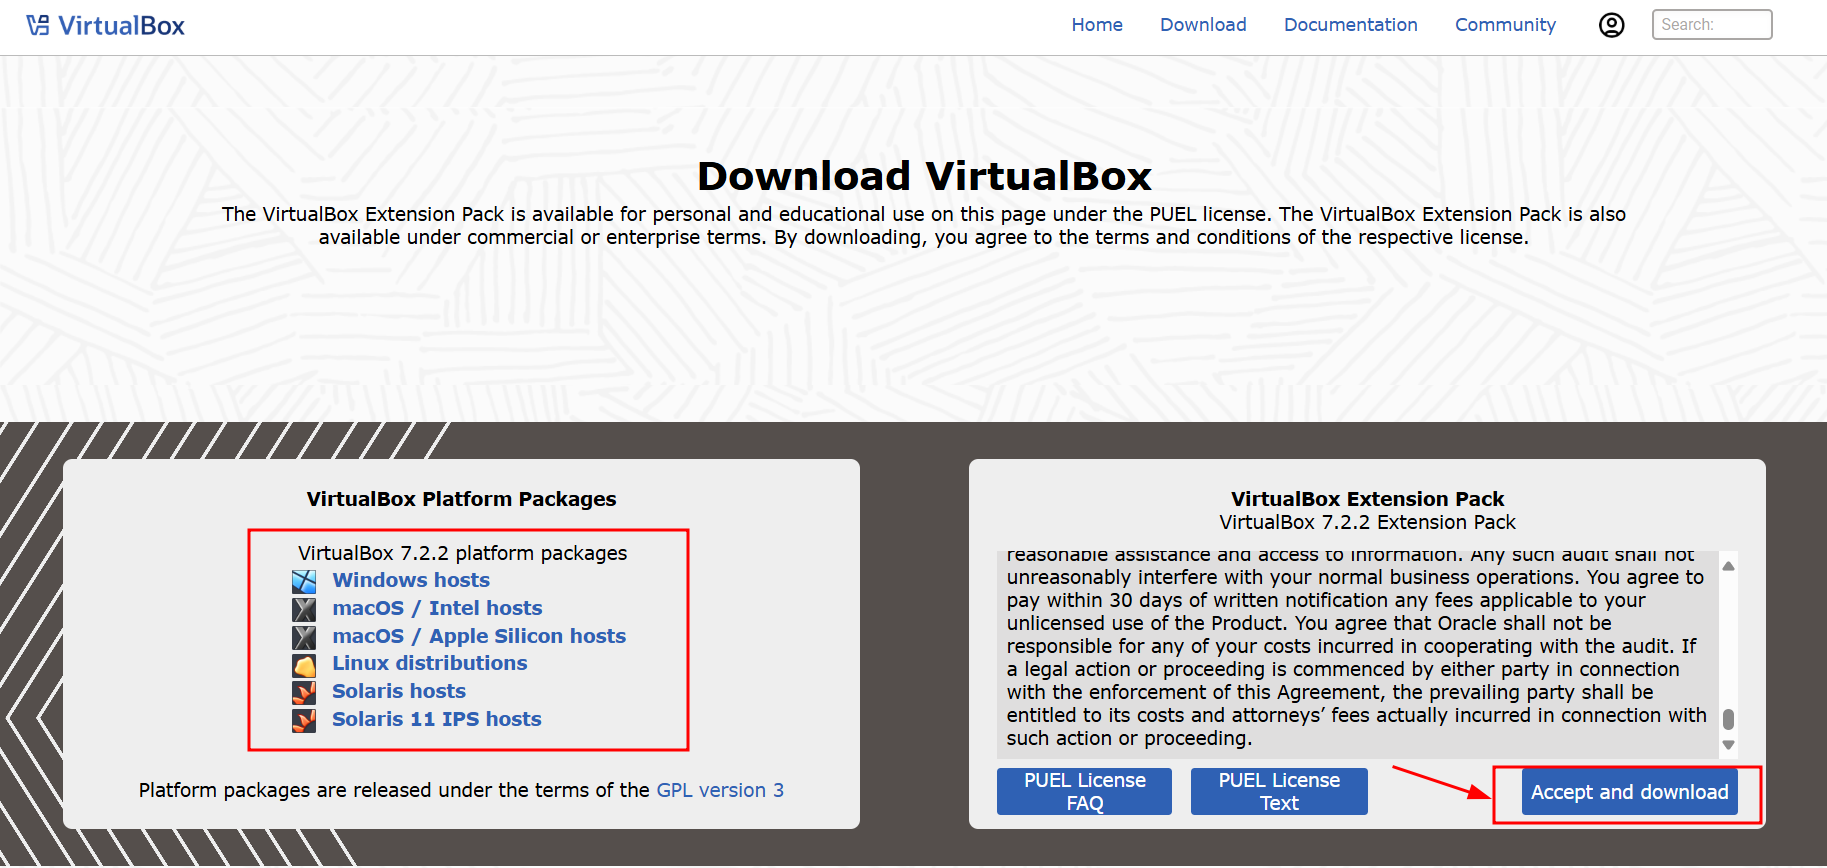 VirtualBox
Home
Download
Documentation
Community
Search:
Download VirtualBox
The VirtualBox Extension Pack is available for personal and educational use on this page under the PUEL license. The VirtualBox Extension Pack is also
available under commercial or enterprise terms. By downloading, you agree to the terms and conditions of the respective license.
VirtualBox Platform Packages
VirtualBox 7.2.2 platform packages
Windows hosts
macOS / Intel hosts
macOS / Apple Silicon hosts
Linux distributions
Solaris hosts
Solaris 11 IPS hosts
Platform packages are released under the terms of the GPL version 3
VirtualBox Extension Pack
VirtualBox 7.2.2 Extension Pack
reasonable assistance and access to information. Any such audit shall not
unreasonably interfere with your normal business operations. You agree to
pay within 30 days of written notification any fees applicable to your
unlicensed use of the Product. You agree that Oracle shall not be
responsible for any of your costs incurred in cooperating with the audit. If
a legal action or proceeding is commenced by either party in connection
with the enforcement of this Agreement, the prevailing party shall be
entitled to its costs and attorneys’ fees actually incurred in connection with
such action or proceeding.
PUEL License
FAQ
PUEL License
Text
Accept and download